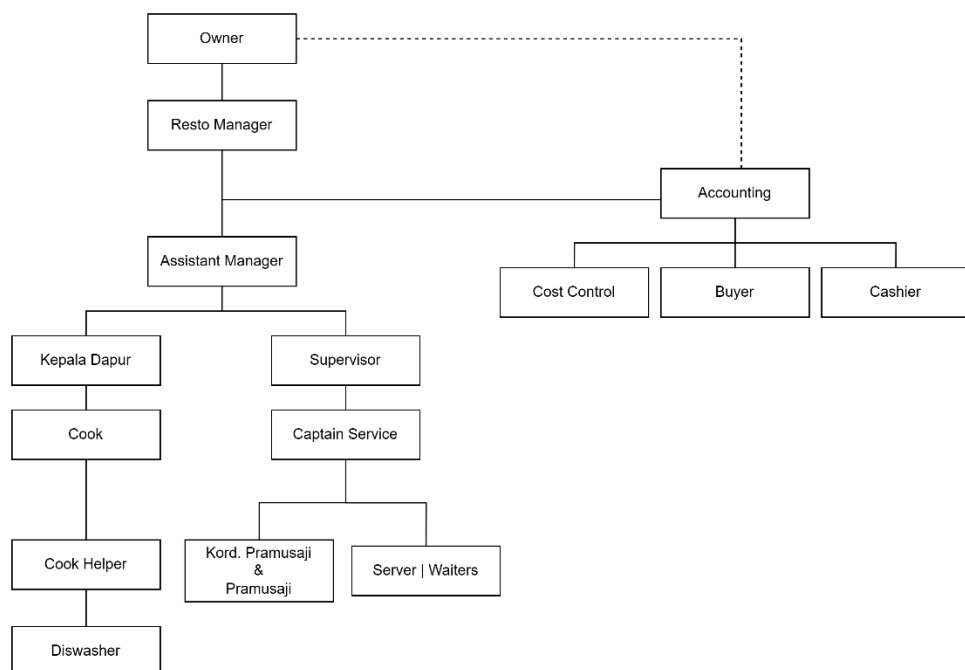 Owner
Resto Manager
Accounting
Assistant Manager
Cost Control
Buyer
Cashier
Kepala Dapur
Supervisor
Cook
Captain Service
Kord. Pramusaji
&
Pramusaji
Server | Waiters
Cook Helper
Diswasher